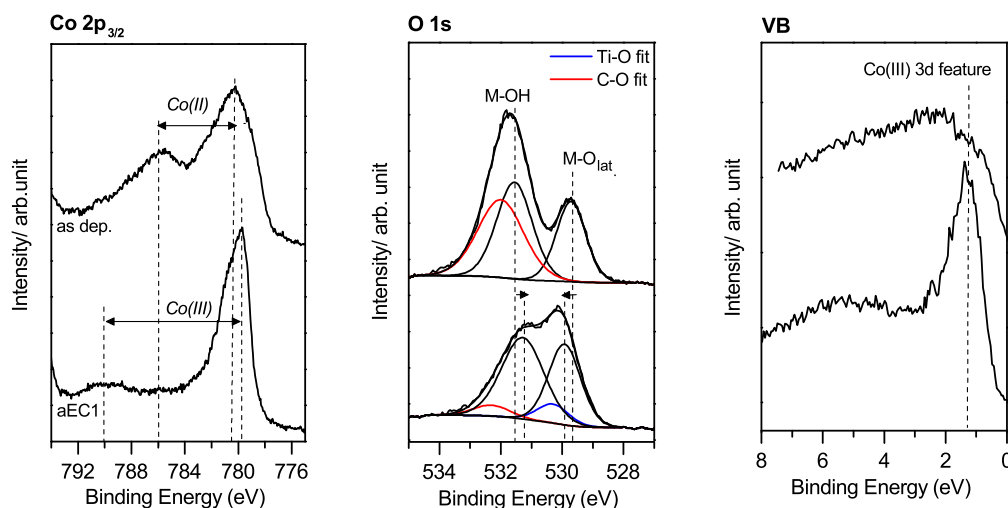 Co 2p3/2
Intensity/ arb.unit
Co(II)
as dep.
Co(III)
aEC1
792 788 784 780 776
Binding Energy (eV)
O 1s
Intensity/ arb. unit
Ti-O fit
C-O fit
M-OH
M-Olat.
534 532 530 528
Binding Energy (eV)
VB
Intensity/ arb. unit
Co(III) 3d feature
8 6 4 2 0
Binding Energy (eV)